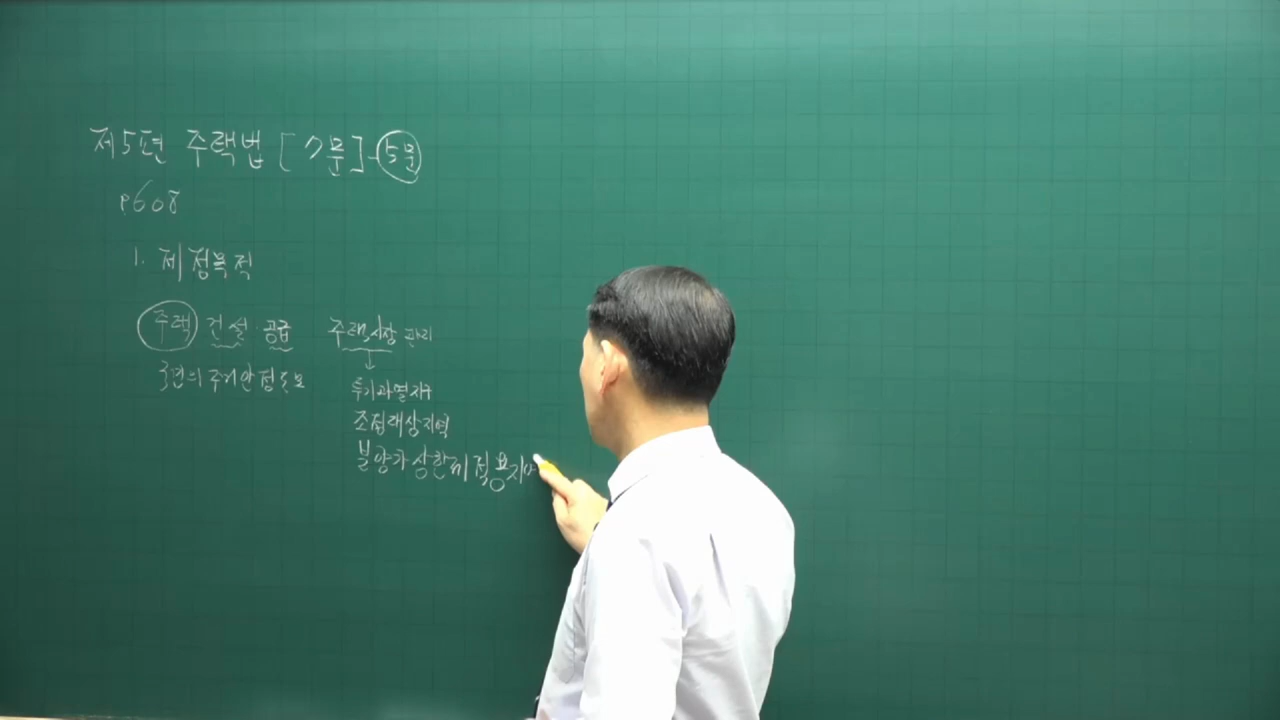 제5편 주택법 [7문]-5문
p608
1. 제정목적
주택 건설·공급 주택시장 관리
국민의 주거안정도모
투기과열지구
조정대상지역
분양가상한제적용지